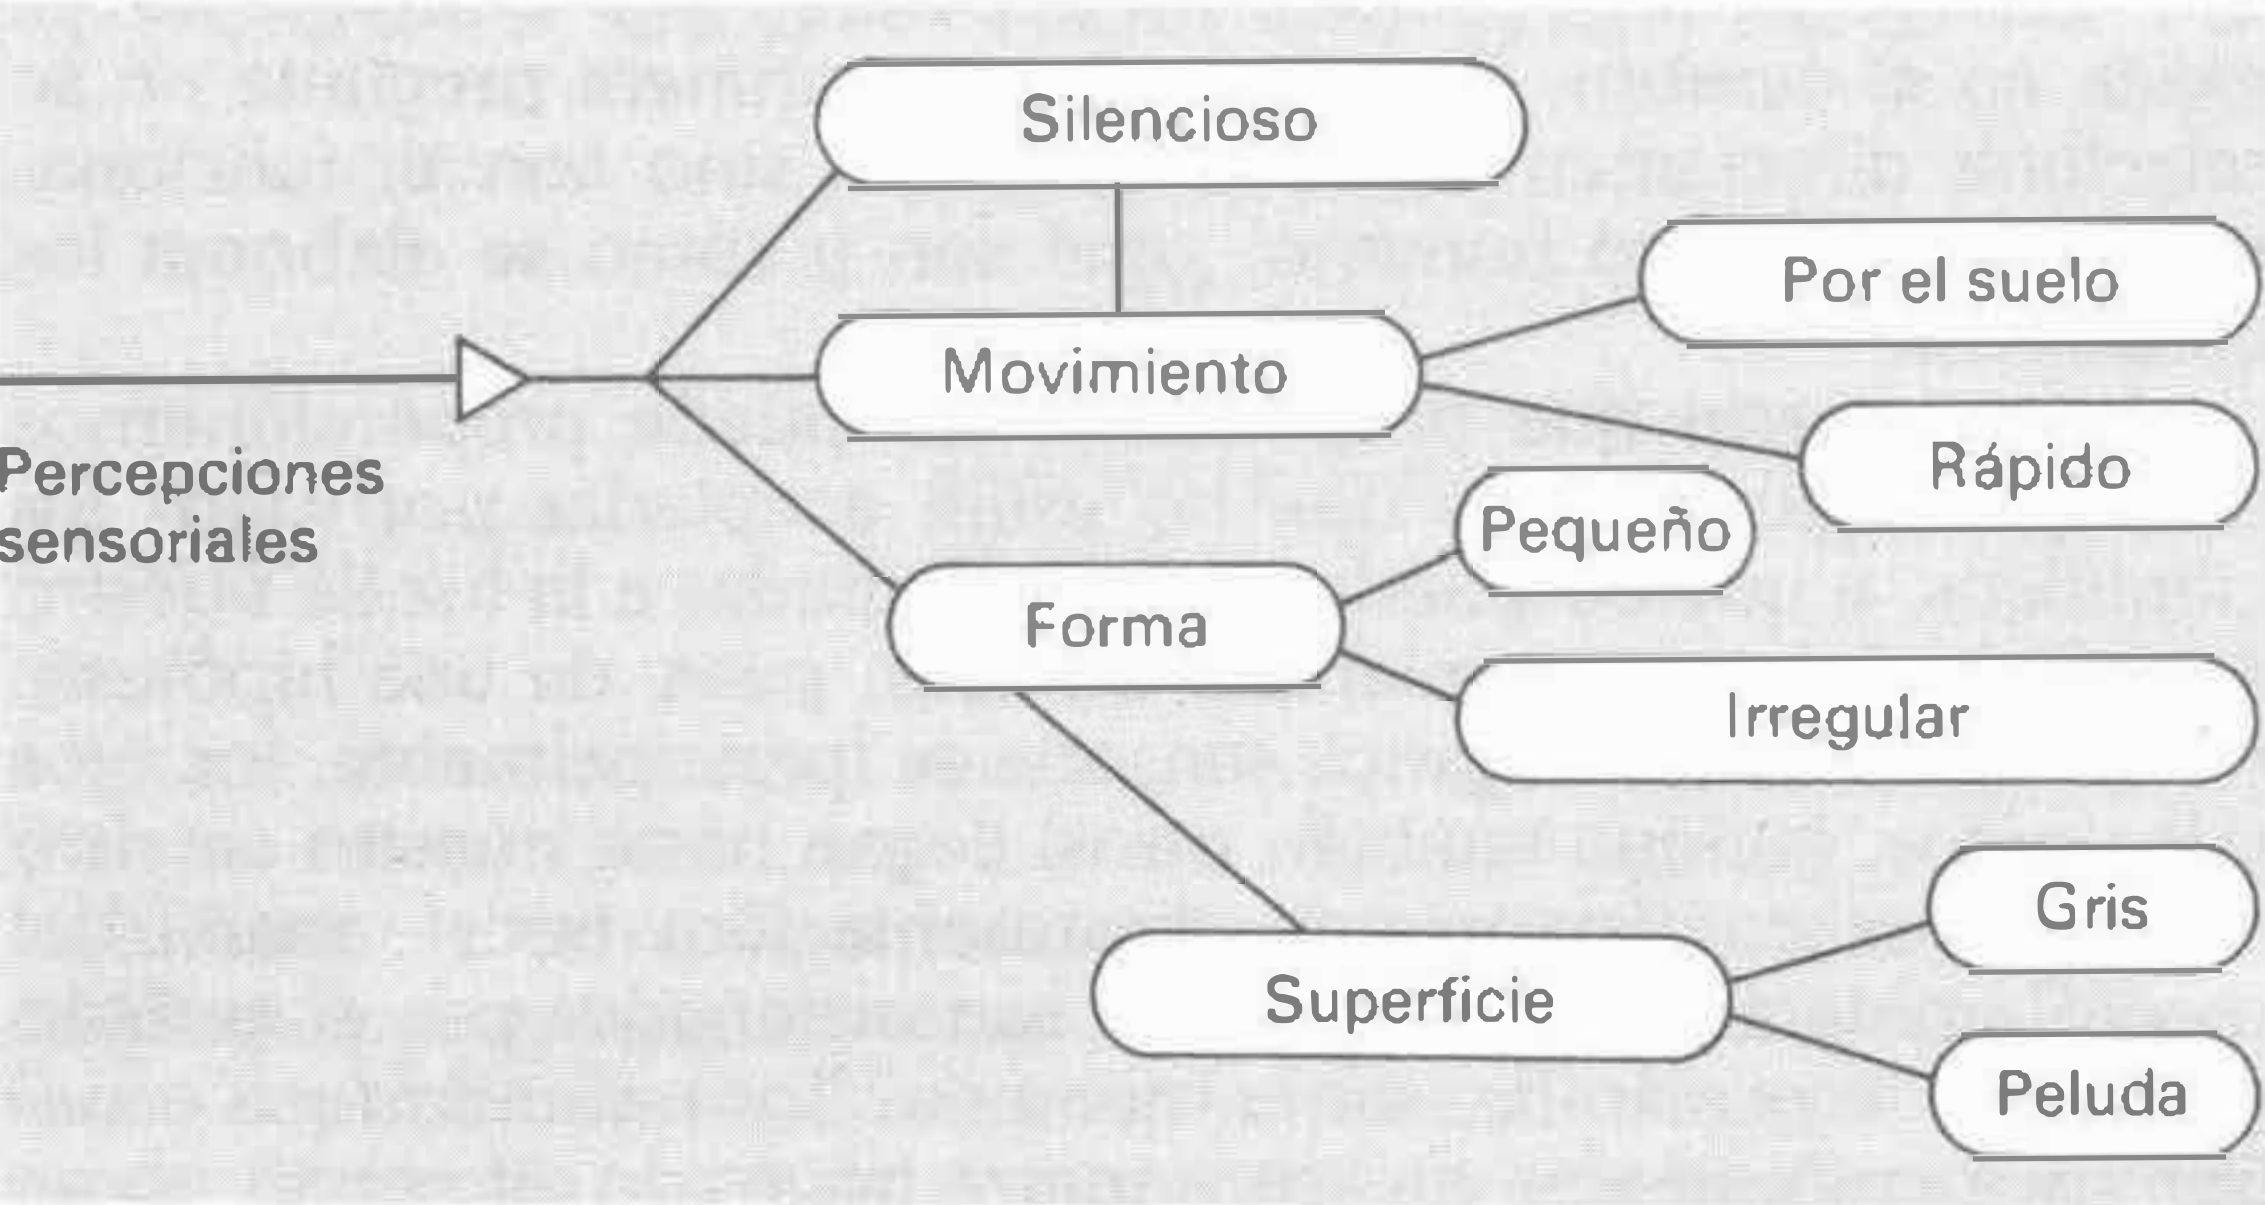 Silencioso
Por el suelo
Movimiento
Rápido
Percepciones
sensoriales
Pequeño
Forma
Irregular
Gris
Superficie
Peluda